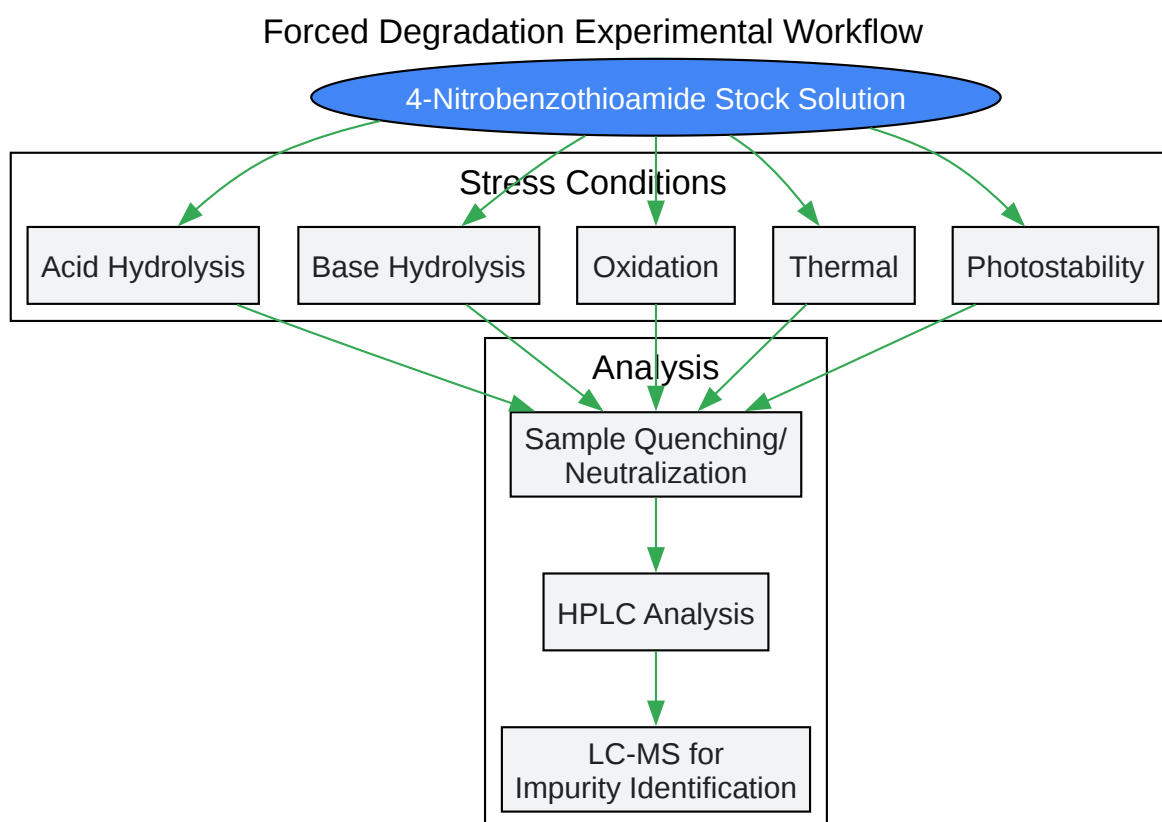 Forced Degradation Experimental Workflow
4-Nitrobenzothioamide Stock Solution
Stress Conditions
Acid Hydrolysis
Base Hydrolysis
Oxidation
Thermal
Photostability
Analysis
Sample Quenching/
Neutralization
HPLC Analysis
LC-MS for
Impurity Identification